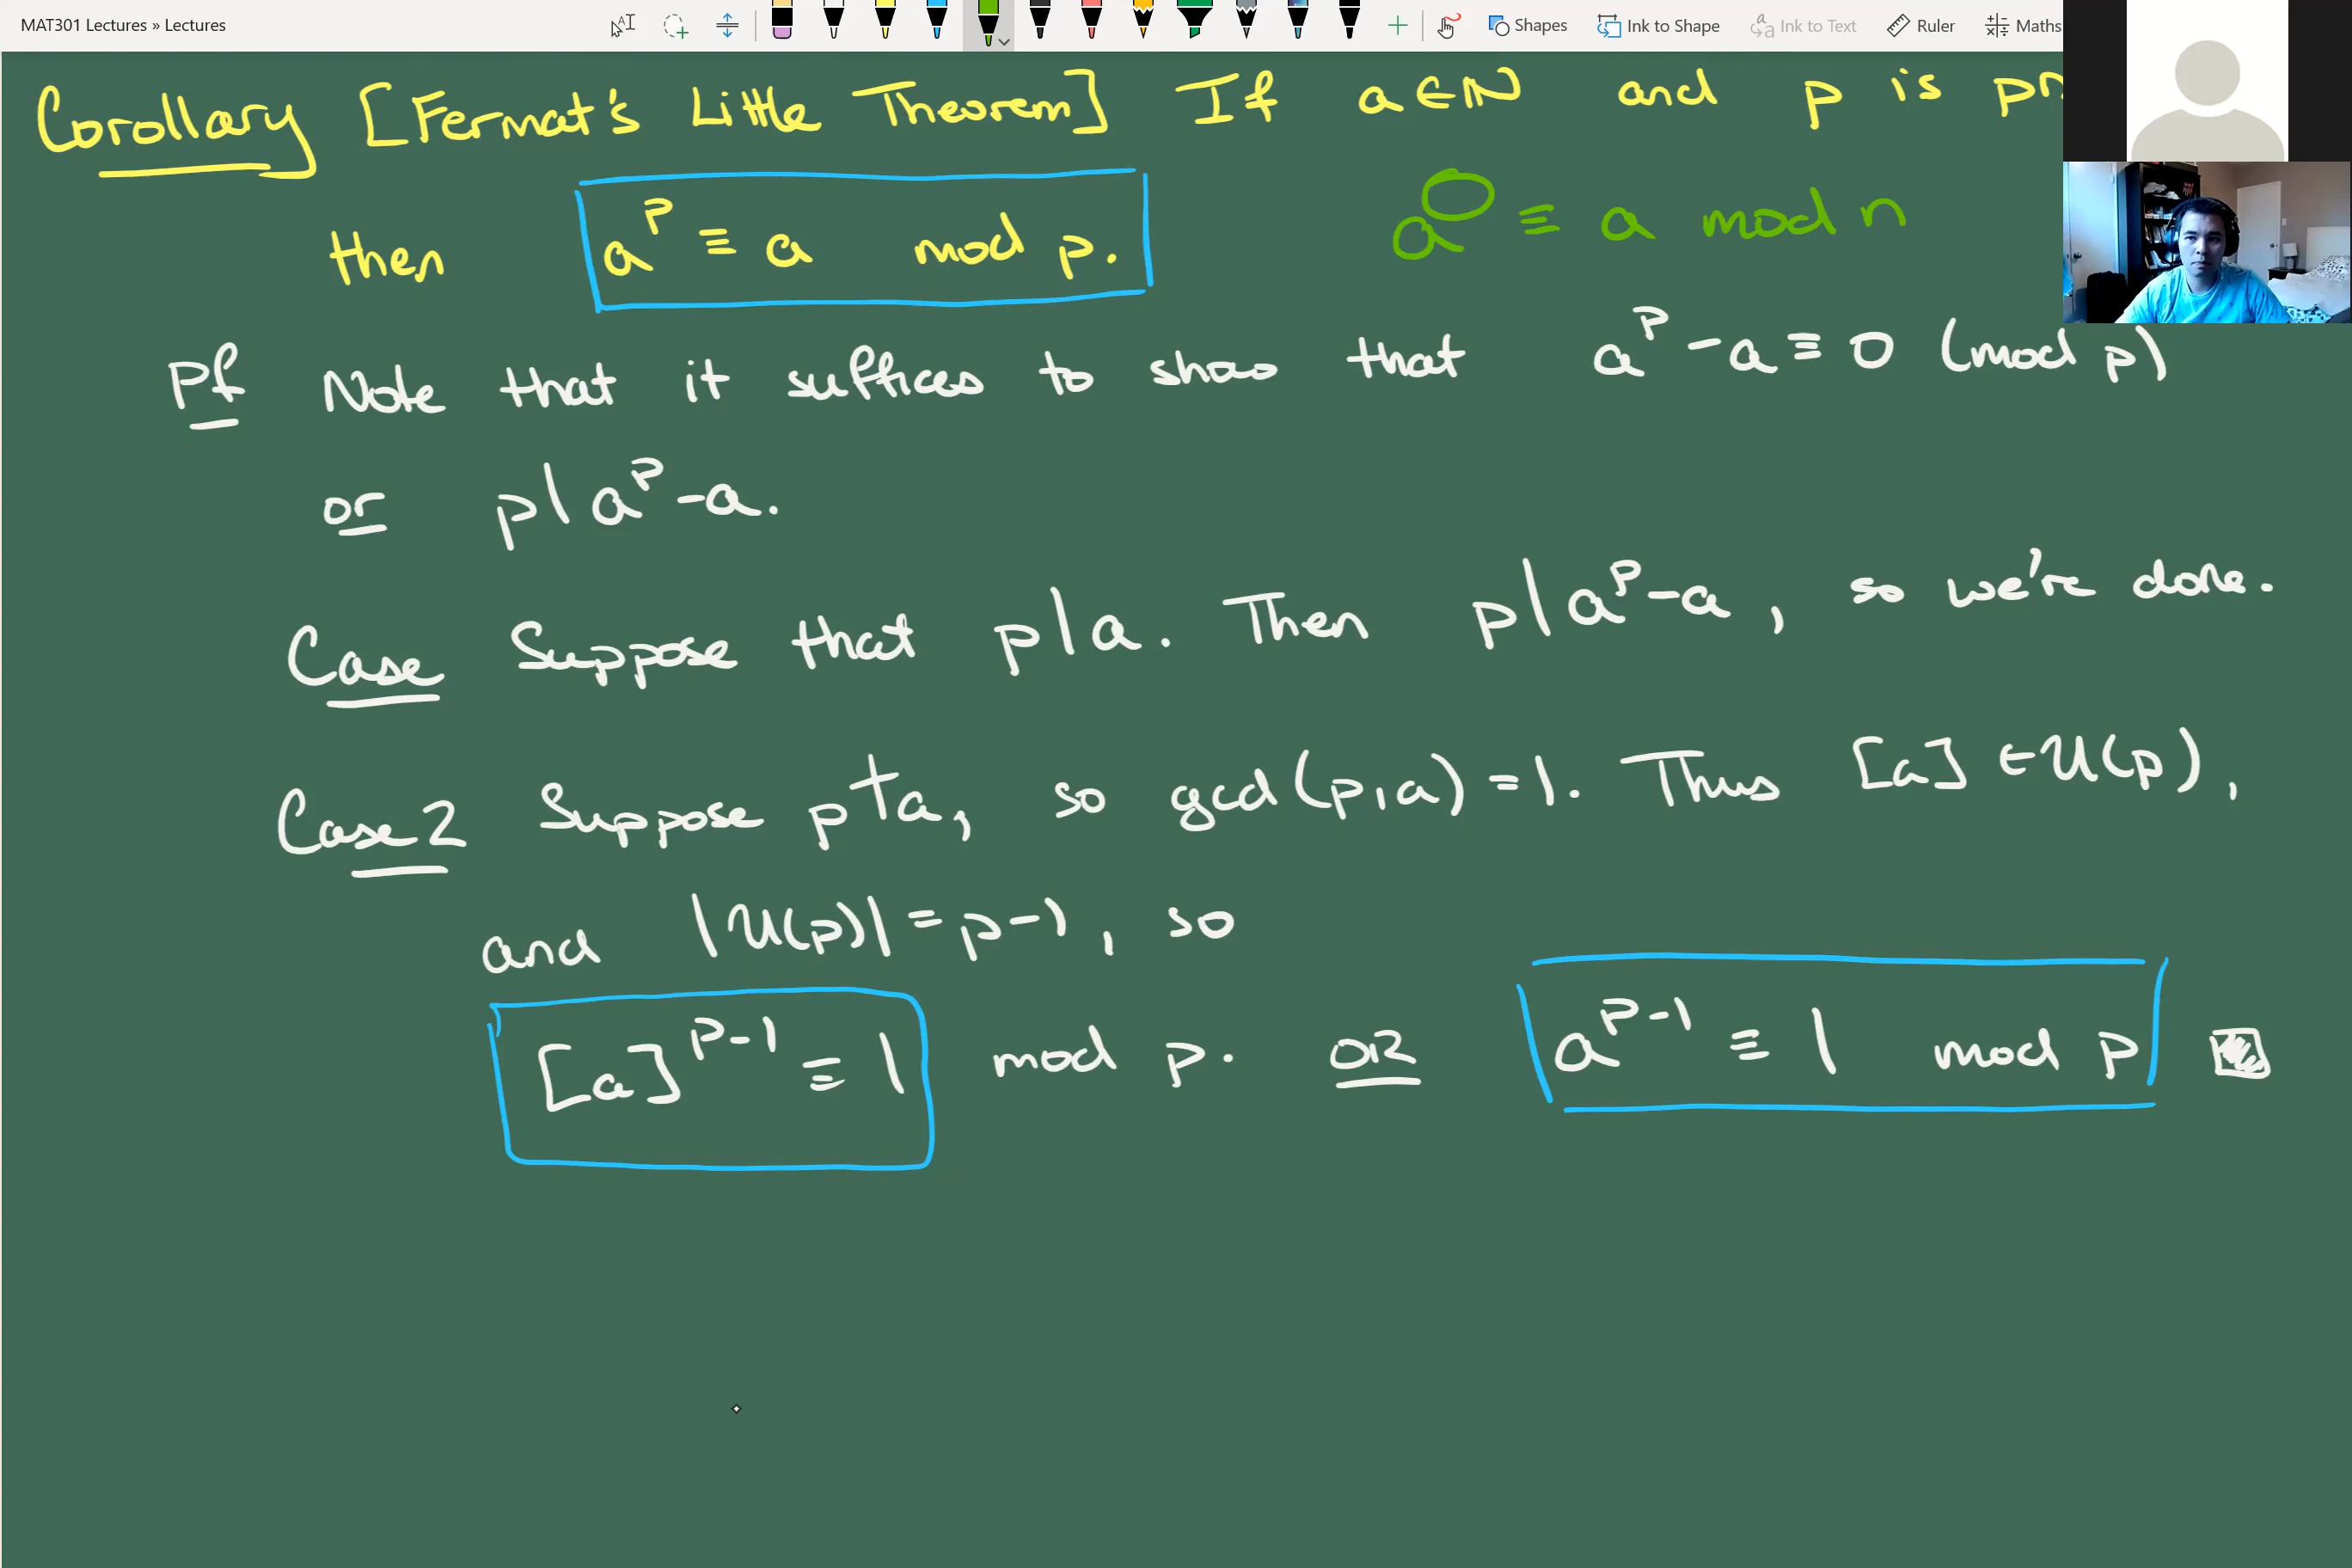 MAT301 Lectures » Lectures
Shapes Ink to Shape Ink to Text Ruler Maths
Corollary [Fermat's Little Theorem] If a ∈ ℕ and p is
then a^p ≡ a mod p. a ≡ a mod n
Pf Note that it suffices to show that a^p - a ≡ 0 (mod p)
or p | a^p - a.
Case Suppose that p | a. Then p | a^p - a, so we're done.
Case 2 Suppose p ∤ a, so gcd(p, a) = 1. Thus [a] ∈ U(p),
and |U(p)| = p - 1, so
[a]^{p-1} ≡ 1 mod p. OR a^{p-1} ≡ 1 mod p